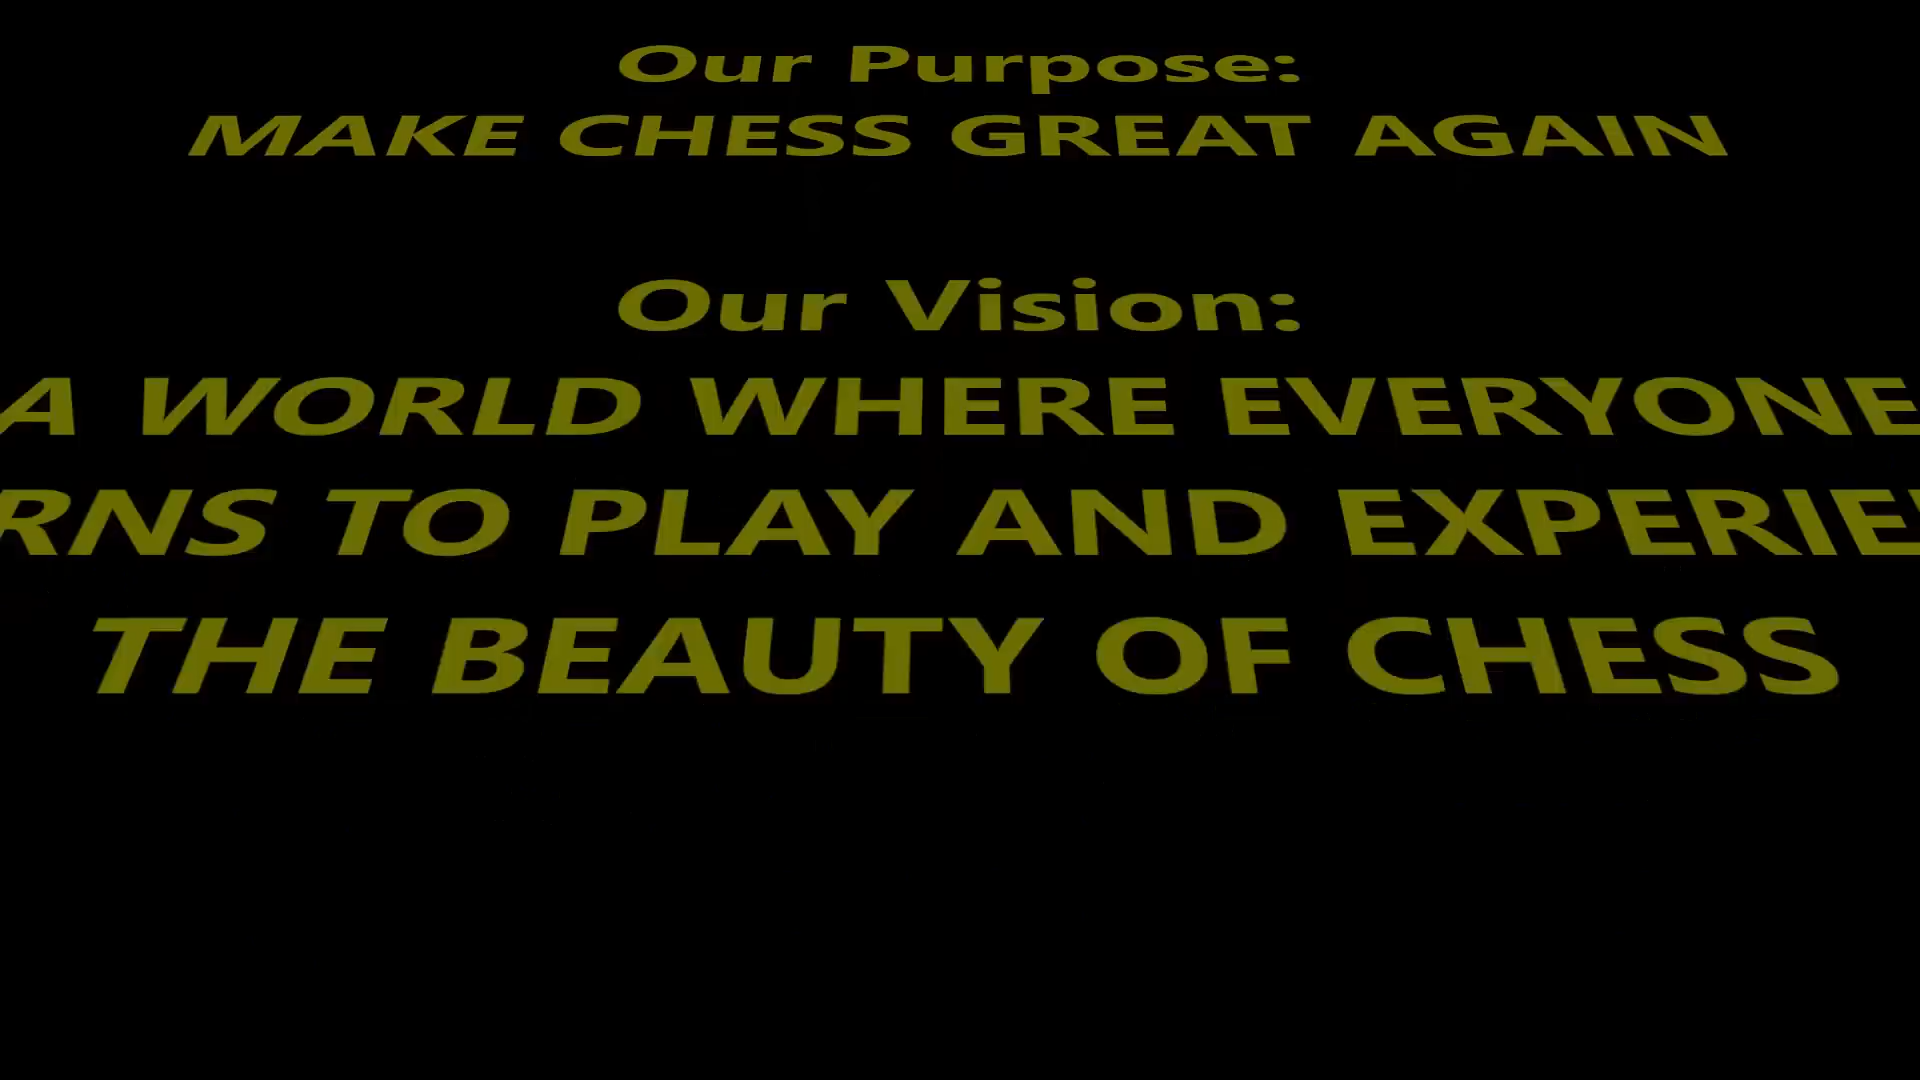 Our Purpose:
MAKE CHESS GREAT AGAIN
Our Vision:
A WORLD WHERE EVERYONE
RNS TO PLAY AND EXPERIE
THE BEAUTY OF CHESS